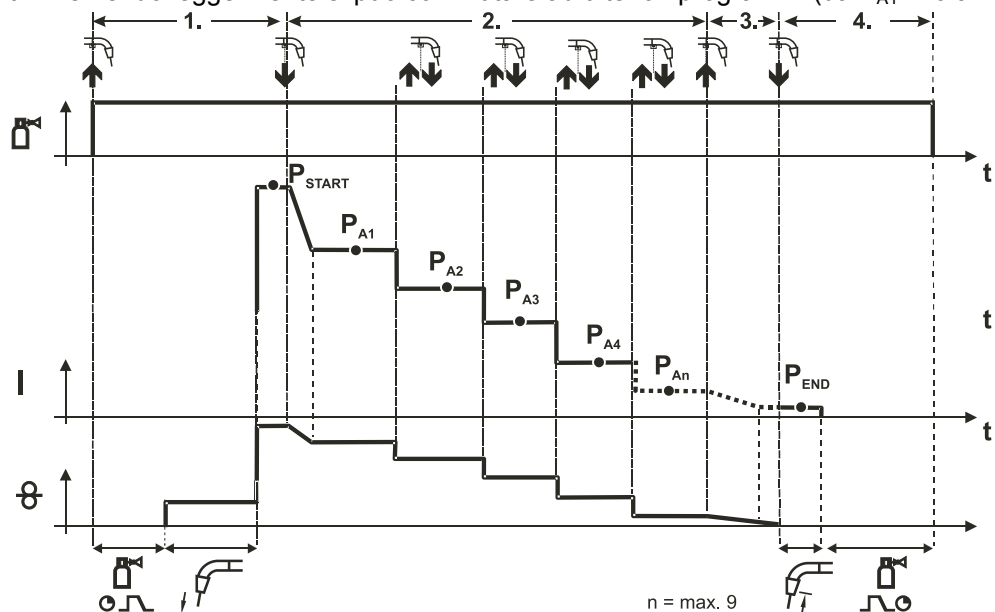 1. 2. 3. 4.
t
P START
P A1
P A2
P A3
t
P A4
P An
P END
I
t
n = max. 9